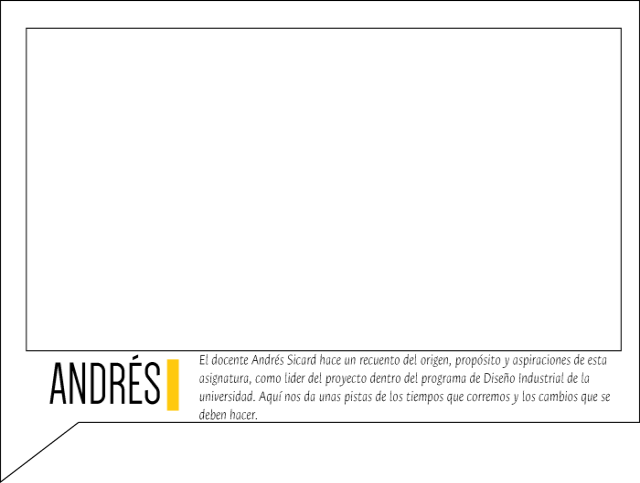 ANDRÉS
El docente Andrés Sicard hace un recuento del origen, propósito y aspiraciones de esta
asignatura, como lider del proyecto dentro del programa de Diseño Industrial de la
universidad. Aquí nos da unas pistas de los tiempos que corremos y los cambios que se
deben hacer.